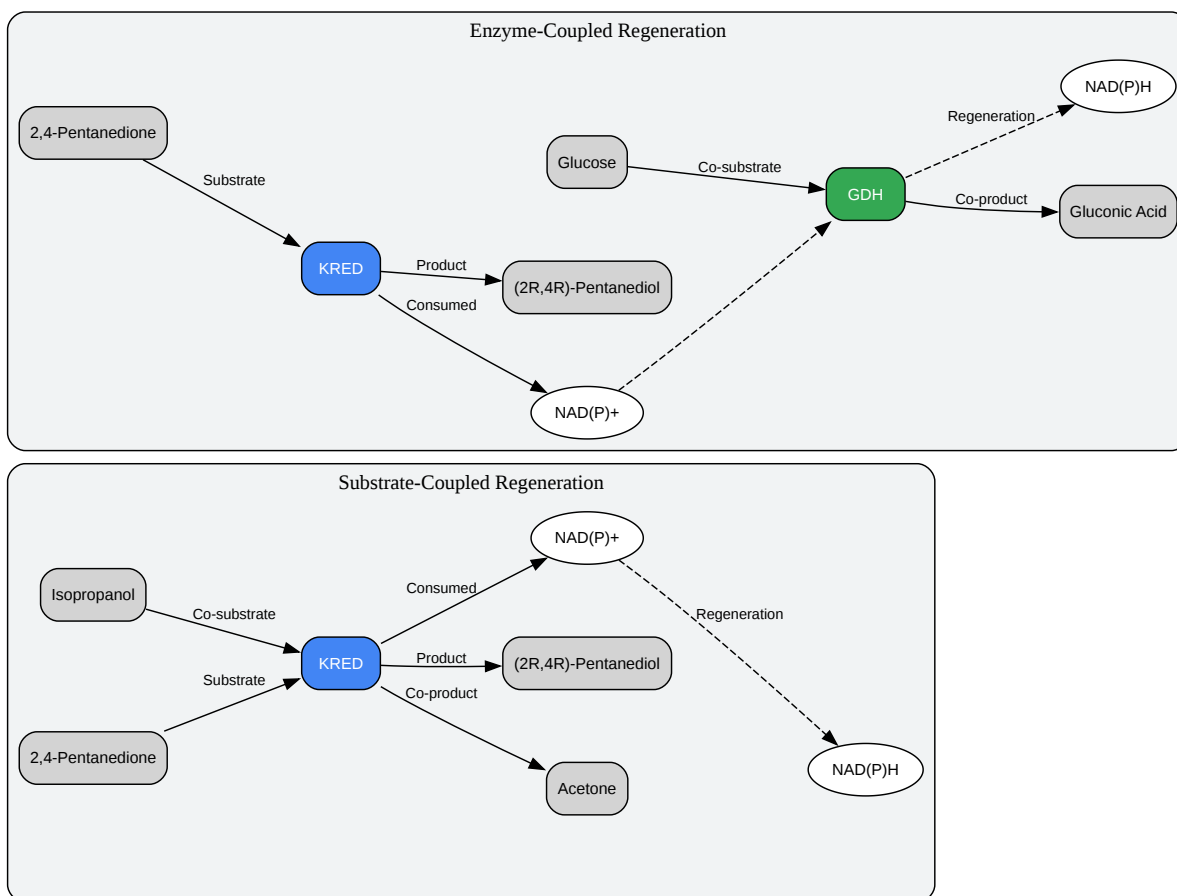 Enzyme-Coupled Regeneration
NAD(P)H
Regeneration
2,4-Pentanedione
Glucose
Co-substrate
Substrate
GDH
Co-product
Gluconic Acid
KRED
Product
(2R,4R)-Pentanediol
Consumed
NAD(P)+
Substrate-Coupled Regeneration
NAD(P)+
Isopropanol
Consumed
Co-substrate
Regeneration
KRED
Product
(2R,4R)-Pentanediol
Substrate
Co-product
2,4-Pentanedione
NAD(P)H
Acetone